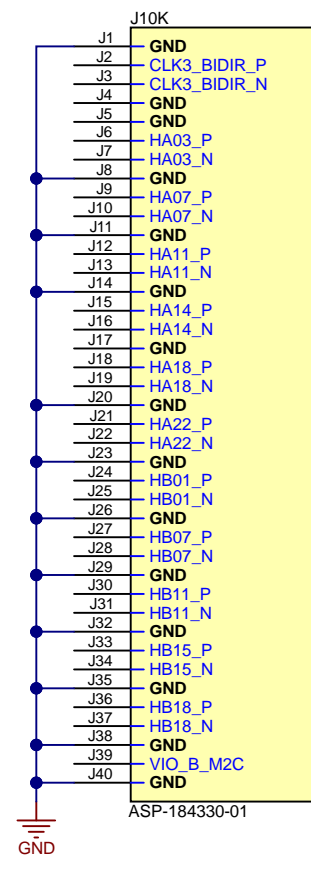 J10K
J1 GND
J2 CLK3_BIDIR_P
J3 CLK3_BIDIR_N
J4 GND
J5 GND
J6 HA03_P
J7 HA03_N
J8 GND
J9 HA07_P
J10 HA07_N
J11 GND
J12 HA11_P
J13 HA11_N
J14 GND
J15 HA14_P
J16 HA14_N
J17 GND
J18 HA18_P
J19 HA18_N
J20 GND
J21 HA22_P
J22 HA22_N
J23 GND
J24 HB01_P
J25 HB01_N
J26 GND
J27 HB07_P
J28 HB07_N
J29 GND
J30 HB11_P
J31 HB11_N
J32 GND
J33 HB15_P
J34 HB15_N
J35 GND
J36 HB18_P
J37 HB18_N
J38 GND
J39 VIO_B_M2C
J40 GND
ASP-184330-01
GND